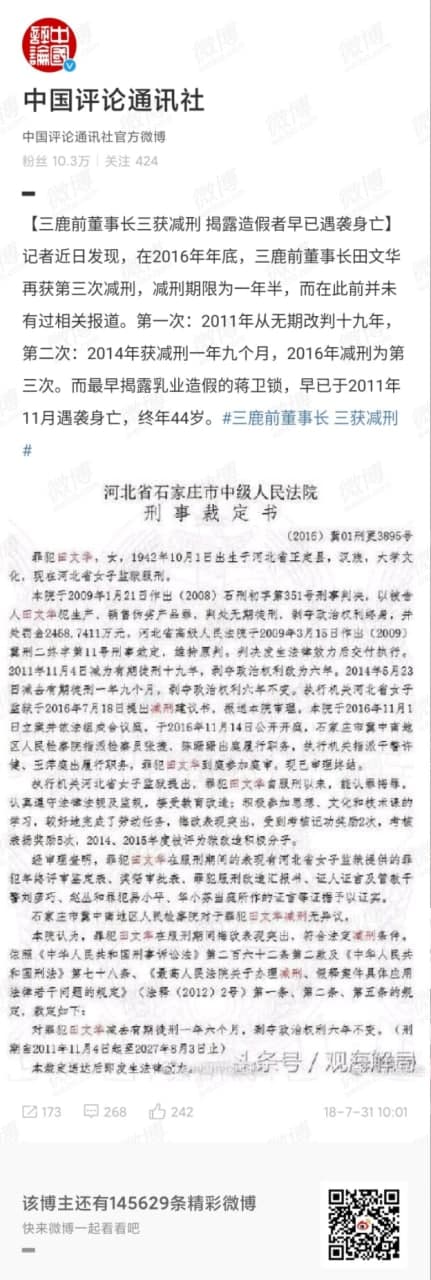 中國評論
中国评论通讯社
中国评论通讯社官方微博
粉丝 10.3万 | 关注 424
【三鹿前董事长三获减刑 揭露造假者早已遇袭身亡】
记者近日发现，在2016年年底，三鹿前董事长田文华
再获第三次减刑，减刑期限为一年半，而在此前并未
有过相关报道。第一次：2011年从无期改判十九年，
第二次：2014年获减刑一年九个月，2016年减刑为第
三次。而最早揭露乳业造假的蒋卫锁，早已于2011年
11月遇袭身亡，终年44岁。#三鹿前董事长 三获减刑
#
河北省石家庄市中级人民法院
刑 事 裁 定 书
（2016）冀01刑更3895号
罪犯田文华，女，1942年10月1日出生于河北省正定县，汉族，大学文
化，现在河北省女子监狱服刑。
本院于2009年1月21日作出（2008）石刑初字第351号刑事判决，以被告
人田文华犯生产、销售伪劣产品罪，判处无期徒刑，剥夺政治权利终身，并
处罚金2468.7411万元，河北省高级人民法院于2009年3月15日作出（2009）
冀刑二终字第11号刑事裁定，维持原判。判决发生法律效力后交付执行。
2011年11月4日减为有期徒刑十九年，剥夺政治权利改为六年。2014年5月23
日减去有期徒刑一年九个月，剥夺政治权利六年不变。执行机关河北省女子
监狱于2016年7月18日提出减刑建议书，报送本院审理。本院于2016年11月1
日立案并依法组成合议庭，于2016年11月14日公开开庭，石家庄市冀中南地
区人民检察院指派检察员张捷、陈珊珊出庭履行职务，执行机关指派干警许
健、王萍庭出庭履行职务，罪犯田文华到庭参加庭审。现已审理终结。
执行机关河北省女子监狱提出，罪犯田文华自服刑以来，能认罪悔罪，
认真遵守法律法规及监规，接受教育改造；积极参加思想、文化和技术课的
学习，较好地完成了劳动任务，悔改表现突出，受到考核记功奖励2次，考核
表扬奖励5次，2014、2015年度被评为狱改造积极分子。
经审理查明，罪犯田文华在服刑期间的表现有河北省女子监狱提供的罪
犯年终评审鉴定表、奖惩审批表、罪犯服刑改造汇报书、证人证言及管教干
警刘彦巧、赵丛和罪犯易小平、华小芬出庭所作的证言等证据予以证实。
石家庄市冀中南地区人民检察院对于罪犯田文华减刑无异议。
本院认为，罪犯田文华在服刑期间悔改表现突出，符合法定减刑条件。
依照《中华人民共和国刑事诉讼法》第二百六十二条第二款及《中华人民共
和国刑法》第七十八条、《最高人民法院关于办理减刑、假释案件具体应用
法律若干问题的规定》（法释（2012）2号）第一条、第二条、第五条的规
定，裁定如下：
对罪犯田文华减去有期徒刑一年六个月，剥夺政治权利六年不变。（刑
期自2011年11月4日起至2027年8月3日止）
本裁定送达后即发生法律效力。
头条号 / 观海解局
173 268 242 18-7-31 10:01
该博主还有145629条精彩微博
快来微博一起看看吧